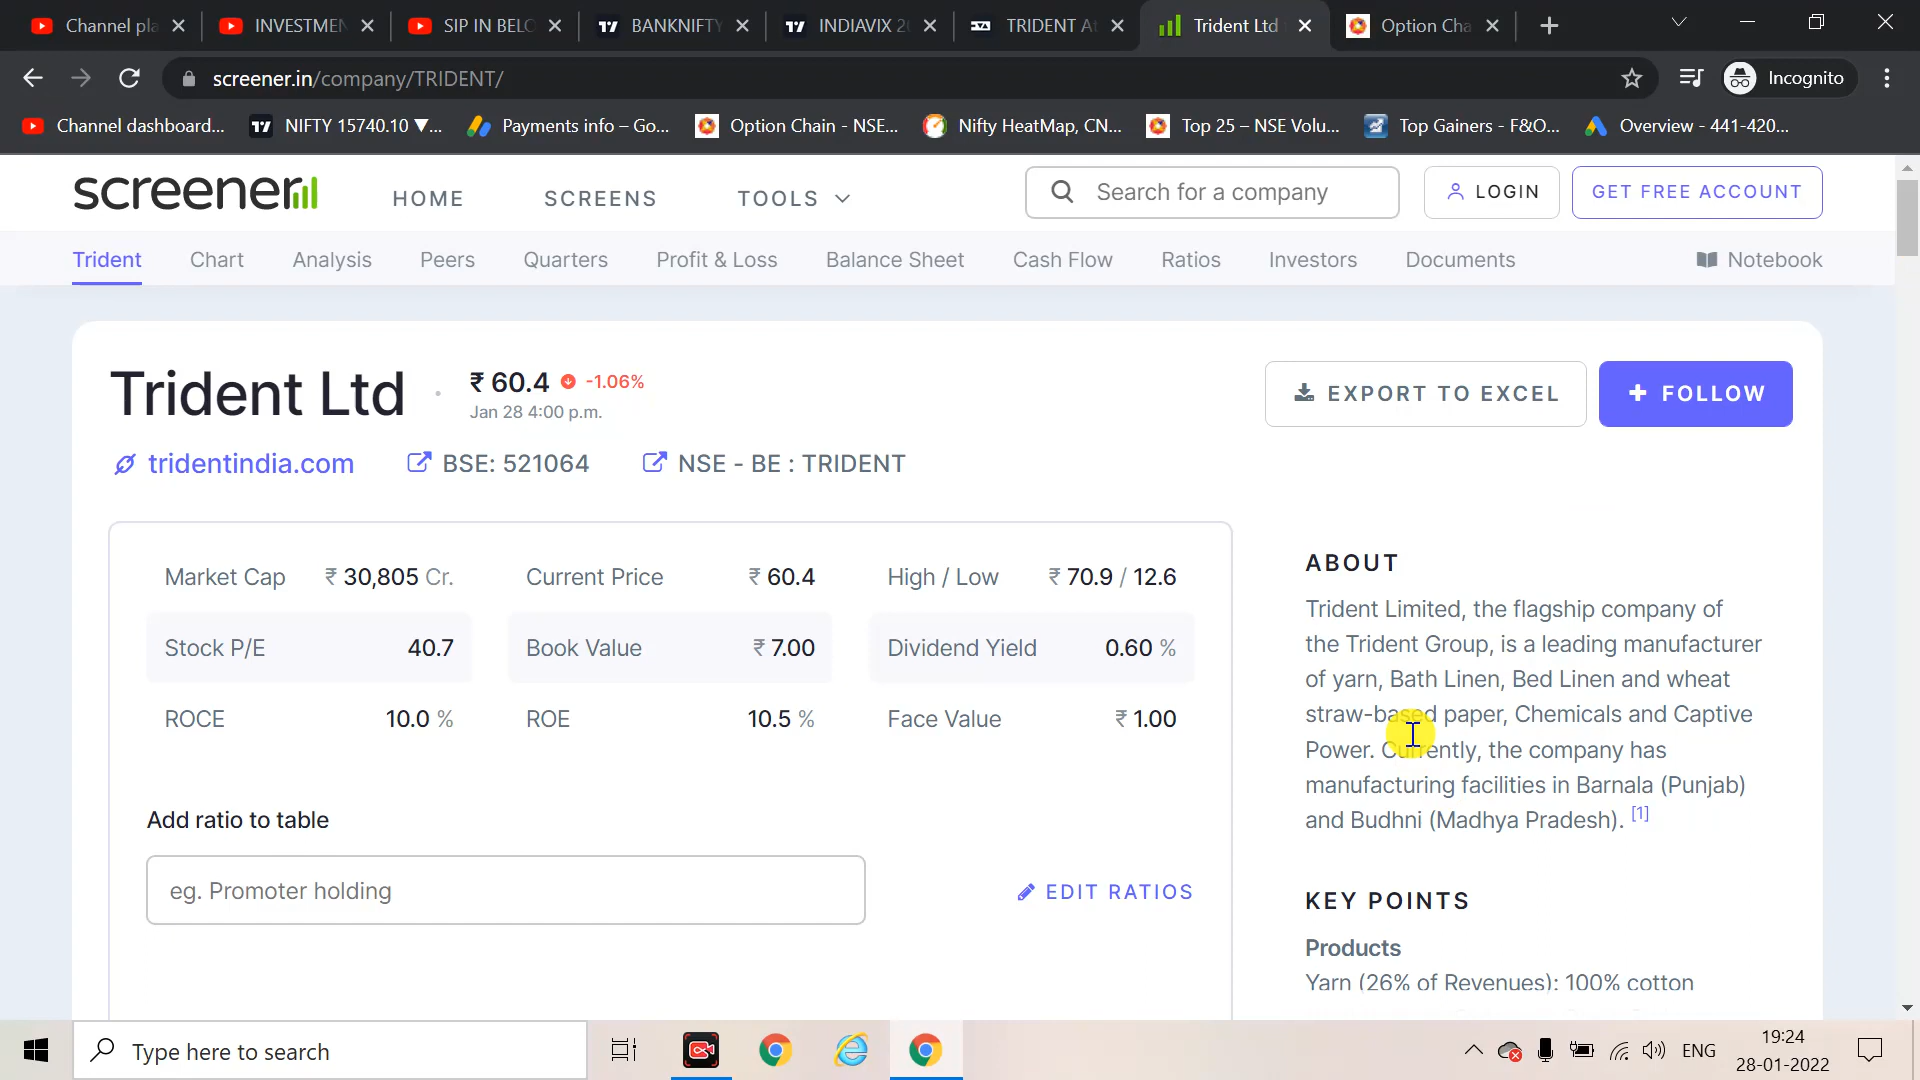 Channel pla
INVESTMEN
SIP IN BELO
BANKNIFTY
INDIAVIX 2
TRIDENT At
Trident Ltd
Option Cha
screener.in/company/TRIDENT/
Incognito
Channel dashboard...
NIFTY 15740.10 ▼...
Payments info – Go...
Option Chain - NSE...
Nifty HeatMap, CN...
Top 25 – NSE Volu...
Top Gainers - F&O...
Overview - 441-420...
screener
HOME
SCREENS
TOOLS
Search for a company
LOGIN
GET FREE ACCOUNT
Trident
Chart
Analysis
Peers
Quarters
Profit & Loss
Balance Sheet
Cash Flow
Ratios
Investors
Documents
Notebook
Trident Ltd
₹ 60.4 -1.06%
Jan 28 4:00 p.m.
EXPORT TO EXCEL
+ FOLLOW
tridentindia.com
BSE: 521064
NSE - BE : TRIDENT
Market Cap ₹ 30,805 Cr.
Current Price ₹ 60.4
High / Low ₹ 70.9 / 12.6
Stock P/E 40.7
Book Value ₹ 7.00
Dividend Yield 0.60 %
ROCE 10.0 %
ROE 10.5 %
Face Value ₹ 1.00
Add ratio to table
eg. Promoter holding
EDIT RATIOS
ABOUT
Trident Limited, the flagship company of
the Trident Group, is a leading manufacturer
of yarn, Bath Linen, Bed Linen and wheat
straw-based paper, Chemicals and Captive
Power. Currently, the company has
manufacturing facilities in Barnala (Punjab)
and Budhni (Madhya Pradesh). [1]
KEY POINTS
Products
Yarn (26% of Revenues): 100% cotton
Type here to search
ENG
19:24
28-01-2022